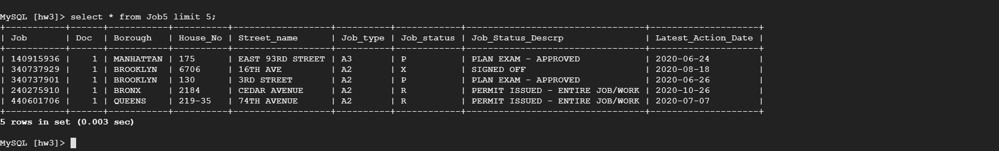 MySQL [hw3]> select * from Job5 limit 5;
+-----------+------+-----------+----------+------------------+----------+------------+---------------------------------+--------------------+
| Job       | Doc  | Borough   | House_No | Street_name      | Job_type | Job_status | Job_Status_Descrp               | Latest_Action_Date |
+-----------+------+-----------+----------+------------------+----------+------------+---------------------------------+--------------------+
| 140915936 |    1 | MANHATTAN | 175      | EAST 93RD STREET | A3       | P          | PLAN EXAM - APPROVED            | 2020-06-24         |
| 340737929 |    1 | BROOKLYN  | 6706     | 16TH AVE         | A2       | X          | SIGNED OFF                      | 2020-08-18         |
| 340737901 |    1 | BROOKLYN  | 130      | 3RD STREET       | A2       | P          | PLAN EXAM - APPROVED            | 2020-06-26         |
| 240275910 |    1 | BRONX     | 2184     | CEDAR AVENUE     | A2       | R          | PERMIT ISSUED - ENTIRE JOB/WORK | 2020-10-26         |
| 440601706 |    1 | QUEENS    | 219-35   | 74TH AVENUE      | A2       | R          | PERMIT ISSUED - ENTIRE JOB/WORK | 2020-07-07         |
+-----------+------+-----------+----------+------------------+----------+------------+---------------------------------+--------------------+
5 rows in set (0.003 sec)
MySQL [hw3]>